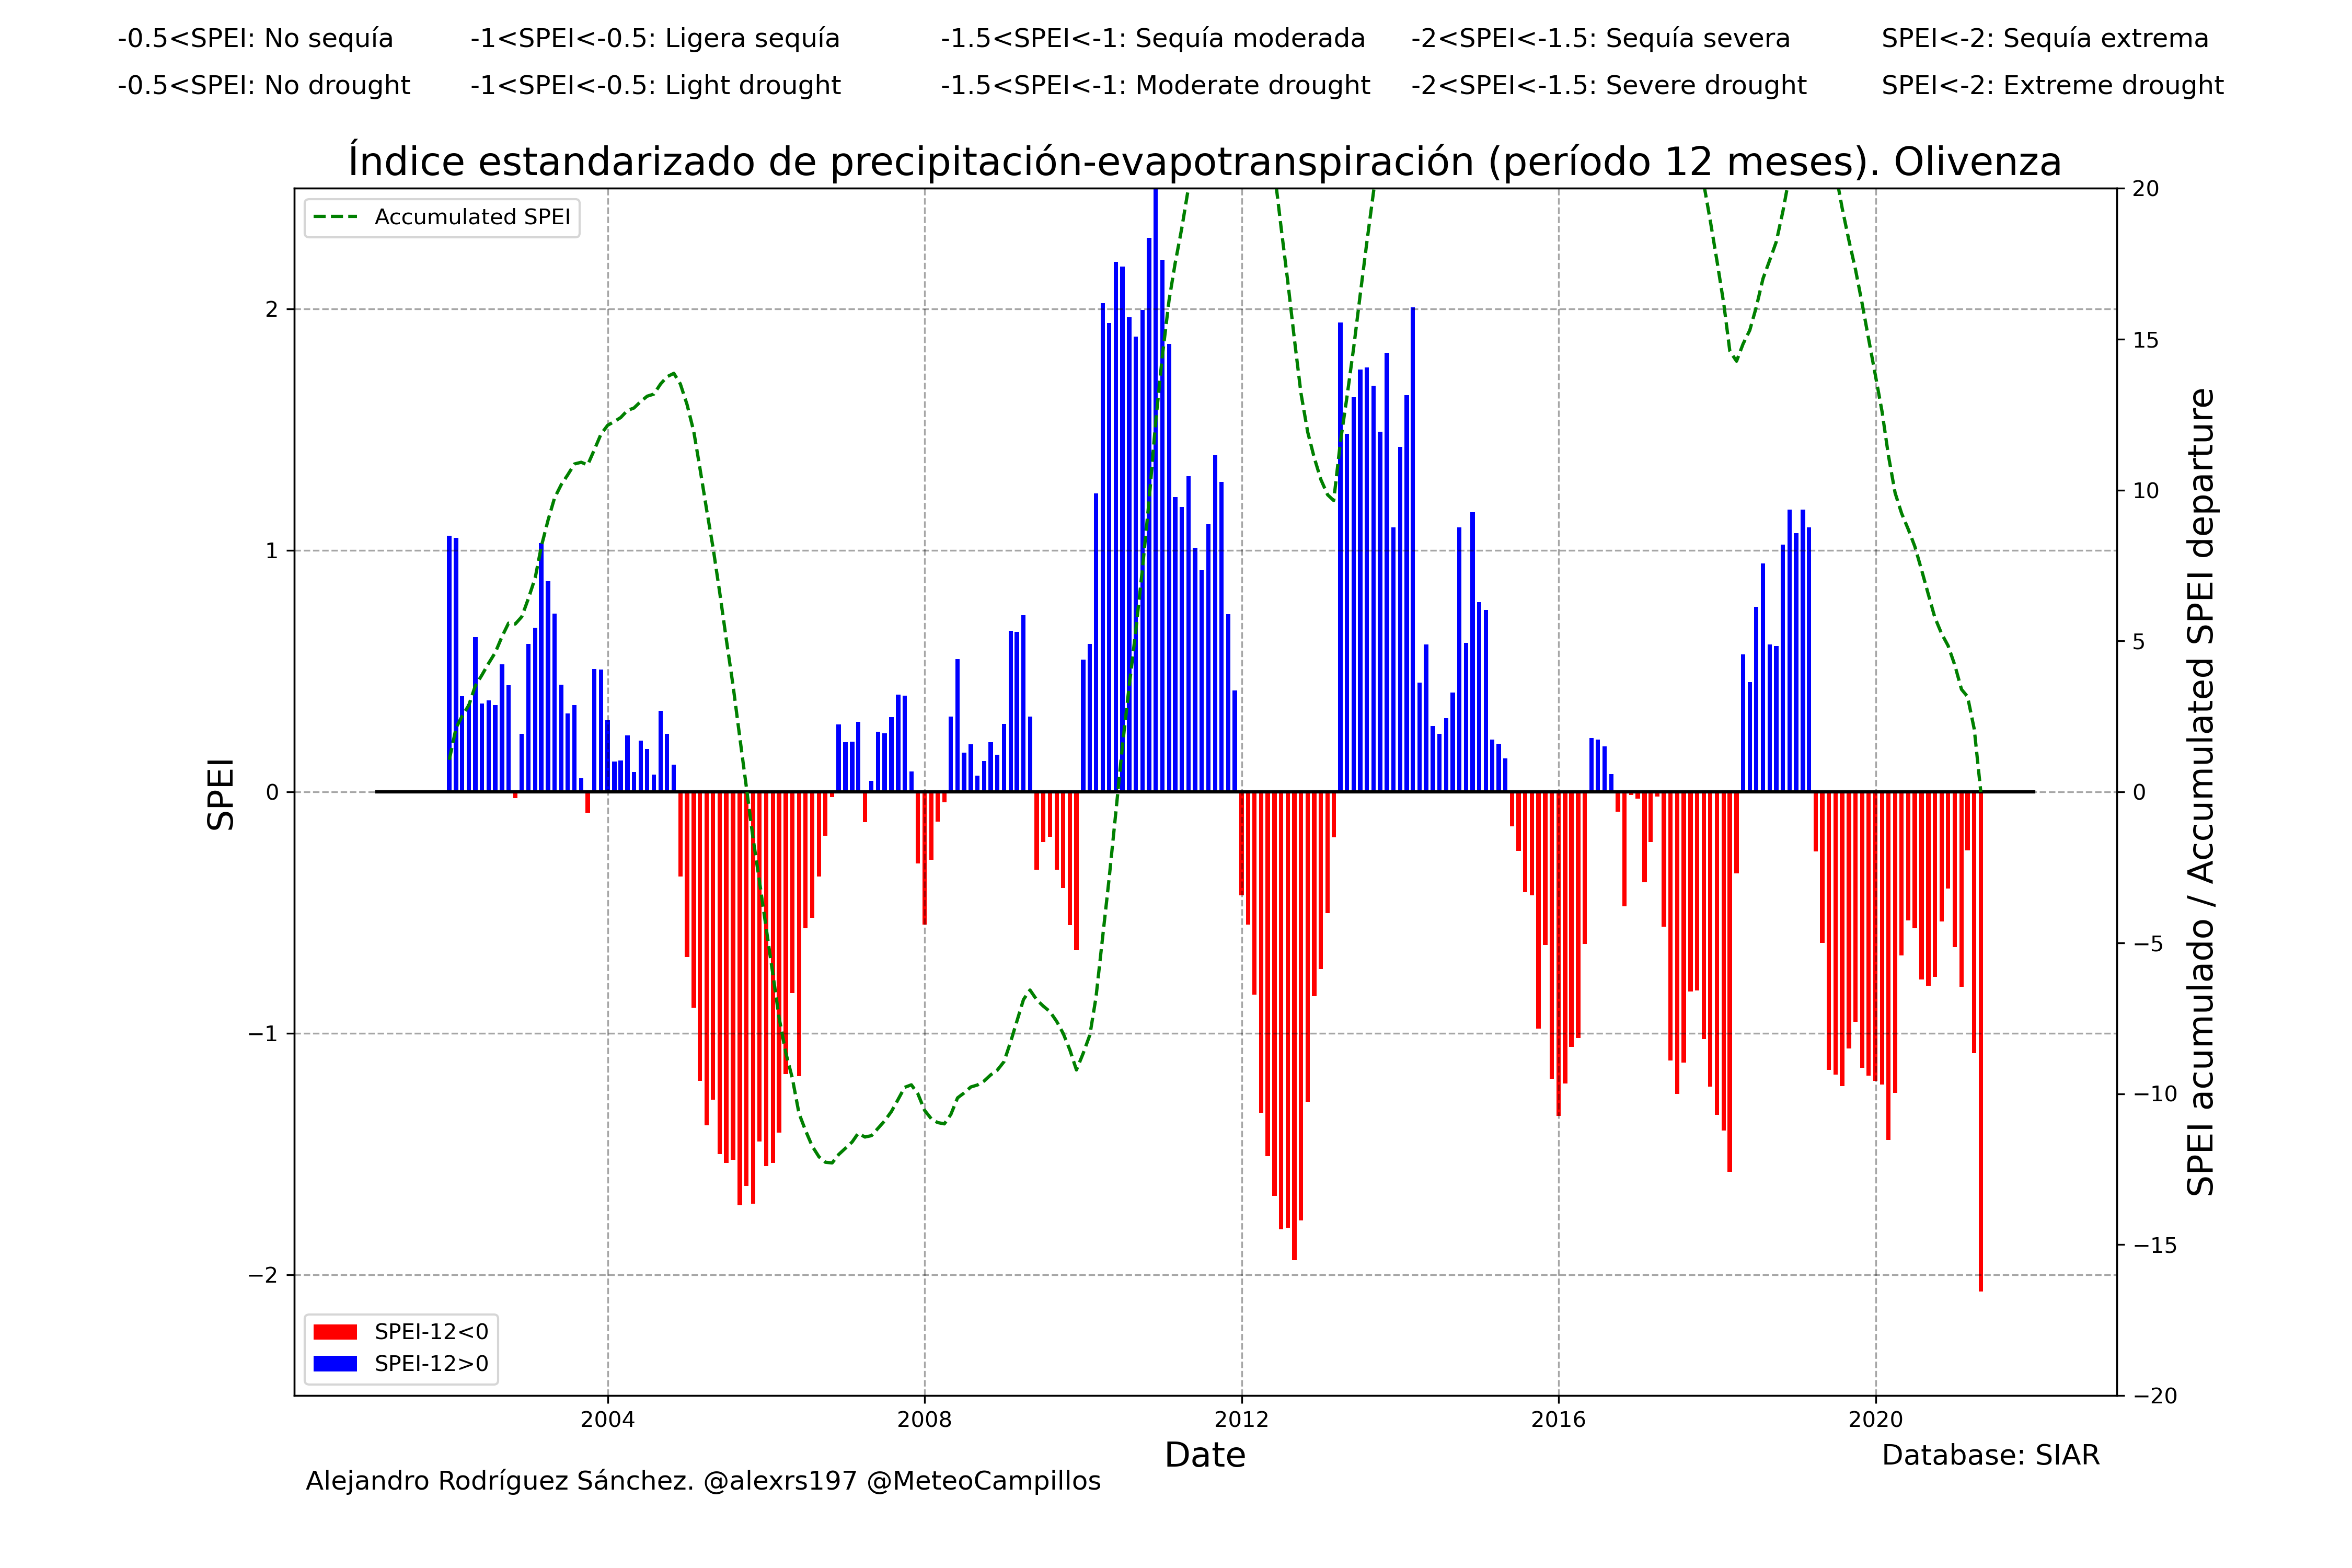 -0.5<SPEI: No sequía -1<SPEI<-0.5: Ligera sequía -1.5<SPEI<-1: Sequía moderada -2<SPEI<-1.5: Sequía severa SPEI<-2: Sequía extrema
-0.5<SPEI: No drought -1<SPEI<-0.5: Light drought -1.5<SPEI<-1: Moderate drought -2<SPEI<-1.5: Severe drought SPEI<-2: Extreme drought
Índice estandarizado de precipitación-evapotranspiración (período 12 meses). Olivenza
Accumulated SPEI
2
1
0
−1
−2
SPEI
20
15
10
5
0
−5
−10
−15
−20
SPEI acumulado / Accumulated SPEI departure
SPEI-12<0
SPEI-12>0
2004 2008 2012 2016 2020
Date
Database: SIAR
Alejandro Rodríguez Sánchez. @alexrs197 @MeteoCampillos